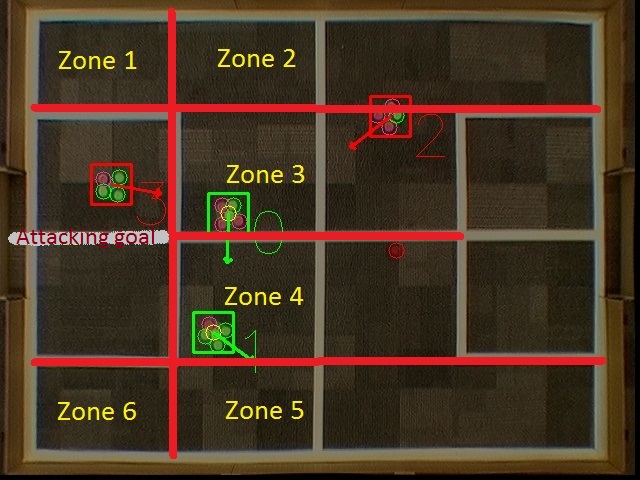 Zone 1
Zone 2
2
Zone 3
3
0
Attacking goal
Zone 4
1
Zone 6
Zone 5